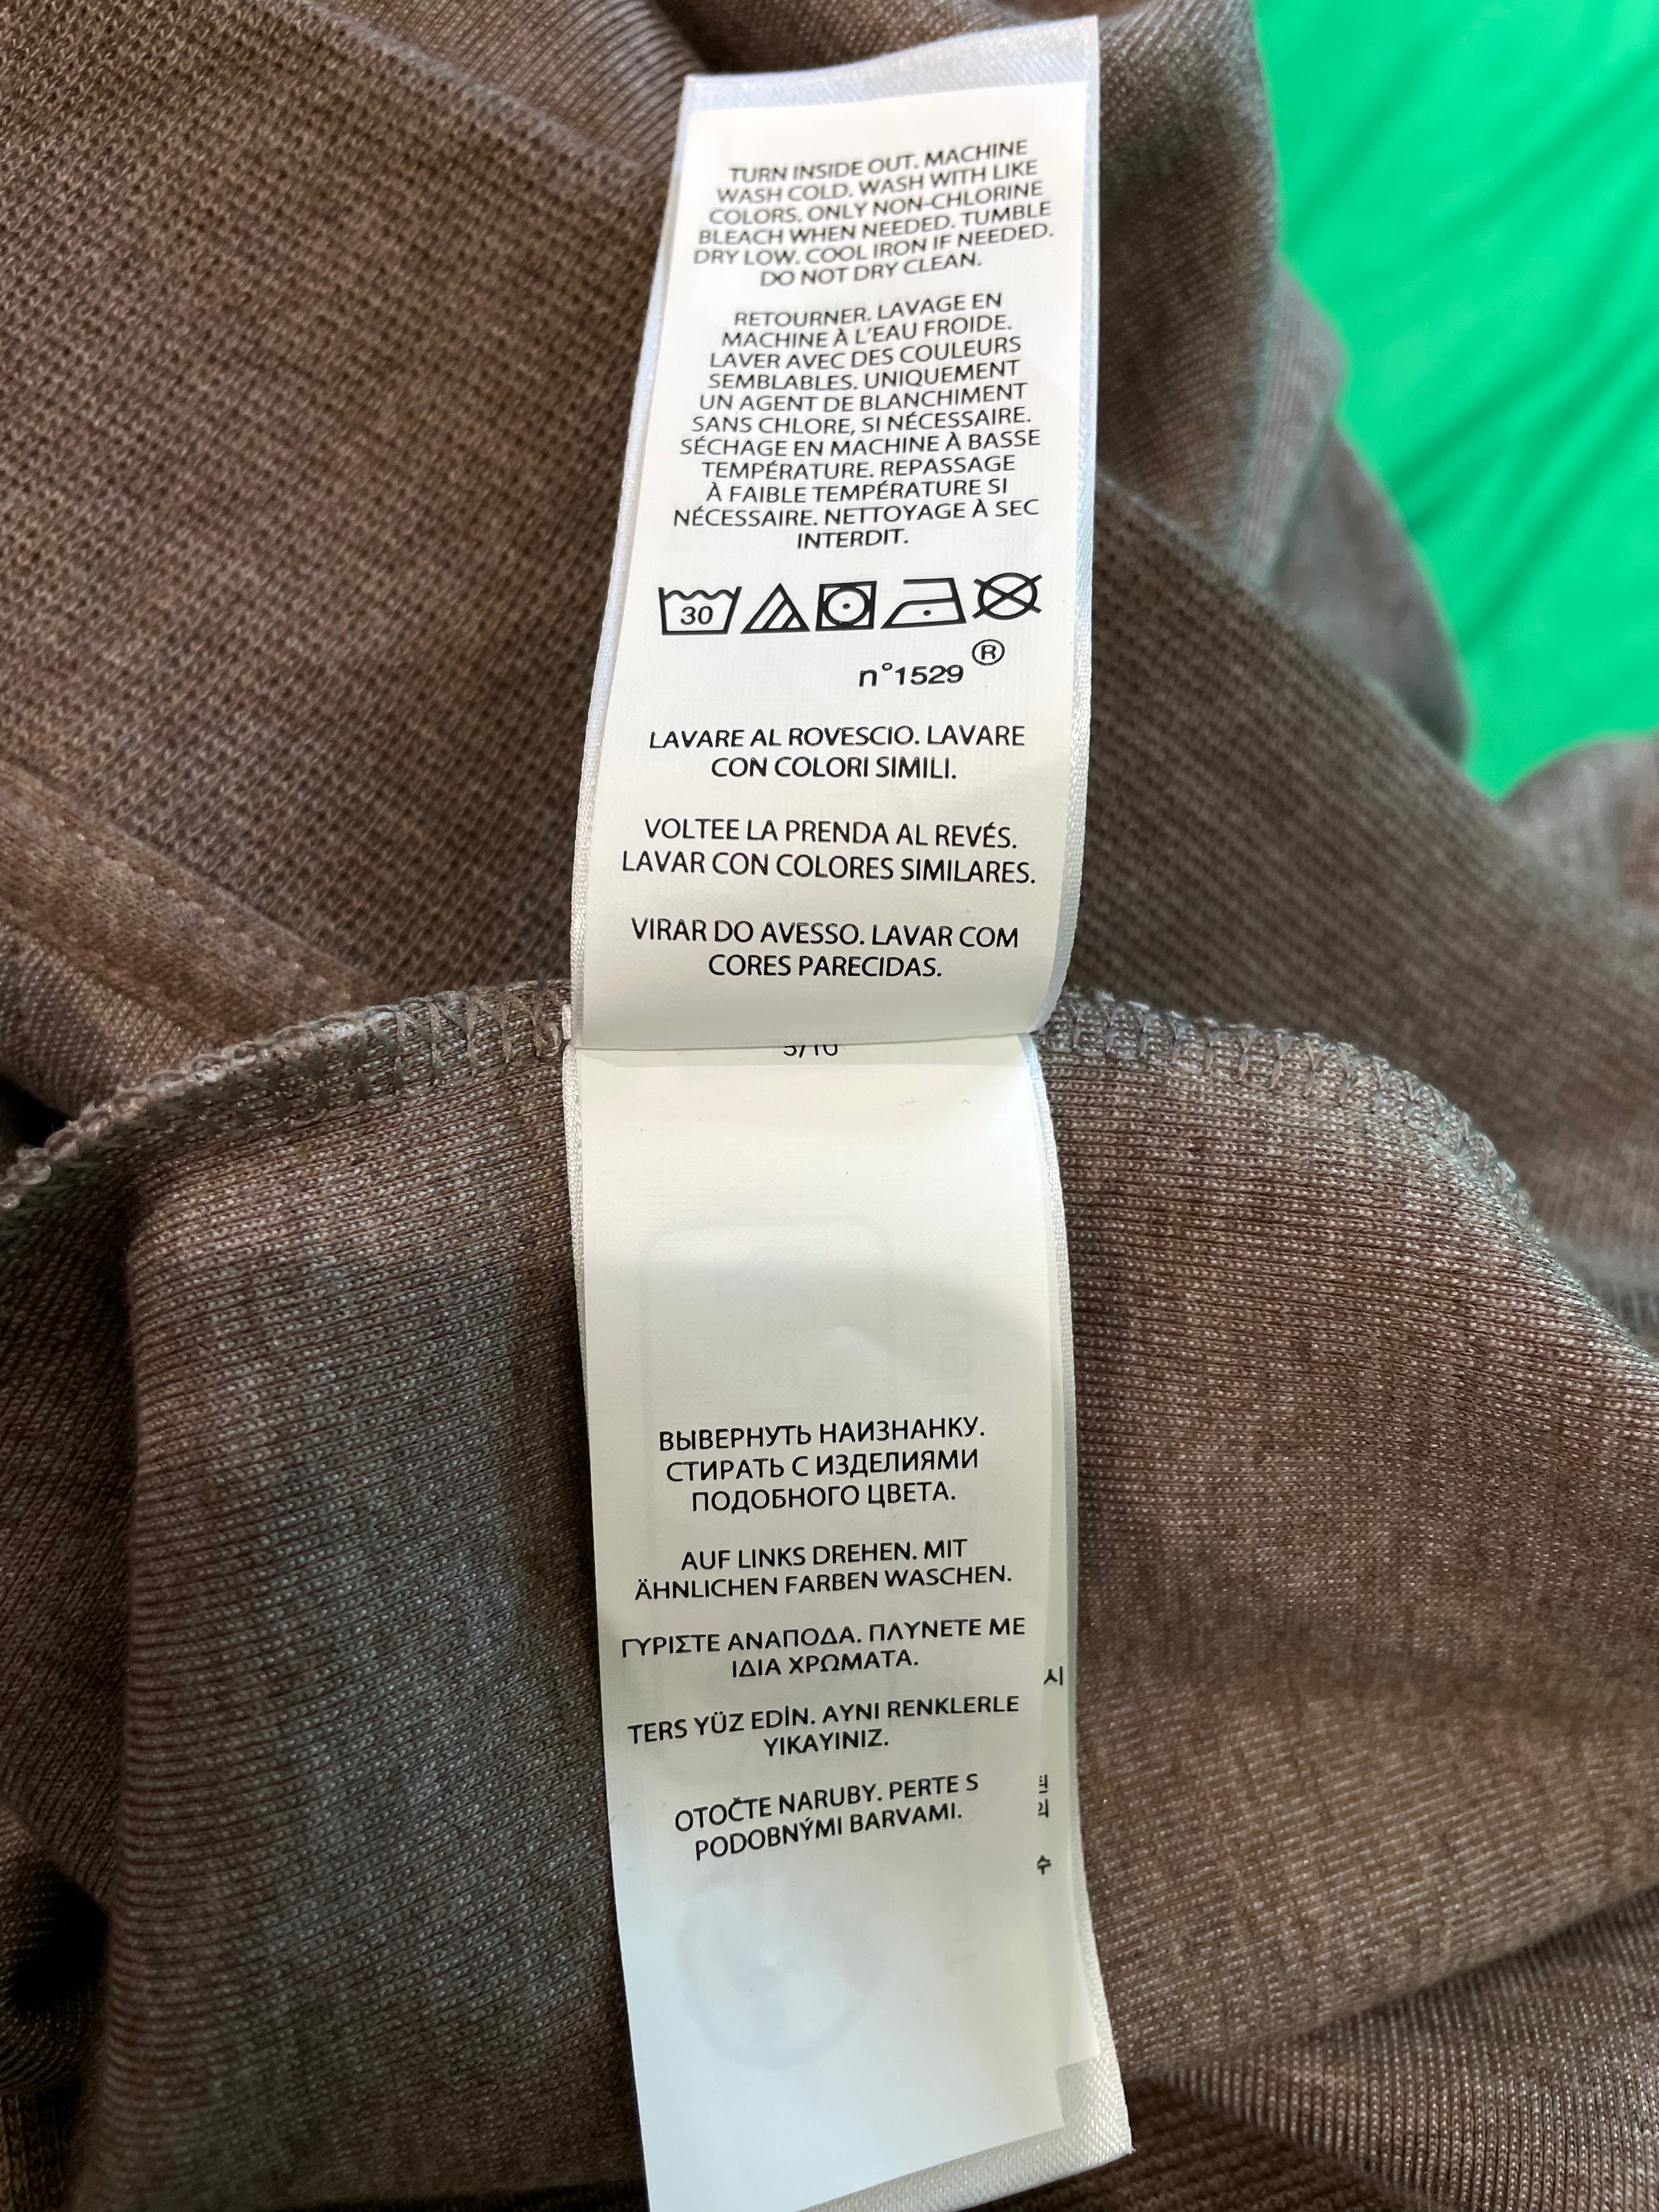 TURN INSIDE OUT. MACHINE
WASH COLD. WASH WITH LIKE
COLORS. ONLY NON-CHLORINE
BLEACH WHEN NEEDED. TUMBLE
DRY LOW. COOL IRON IF NEEDED.
DO NOT DRY CLEAN.
RETOURNER. LAVAGE EN
MACHINE À L'EAU FROIDE.
LAVER AVEC DES COULEURS
SEMBLABLES. UNIQUEMENT
UN AGENT DE BLANCHIMENT
SANS CHLORE, SI NÉCESSAIRE.
SÉCHAGE EN MACHINE À BASSE
TEMPÉRATURE. REPASSAGE
À FAIBLE TEMPÉRATURE SI
NÉCESSAIRE. NETTOYAGE À SEC
INTERDIT.
30
n°1529 ®
LAVARE AL ROVESCIO. LAVARE
CON COLORI SIMILI.
VOLTEE LA PRENDA AL REVÉS.
LAVAR CON COLORES SIMILARES.
VIRAR DO AVESSO. LAVAR COM
CORES PARECIDAS.
ВЫВЕРНУТЬ НАИЗНАНКУ.
СТИРАТЬ С ИЗДЕЛИЯМИ
ПОДОБНОГО ЦВЕТА.
AUF LINKS DREHEN. MIT
ÄHNLICHEN FARBEN WASCHEN.
ΓΥΡΙΣΤΕ ΑΝΑΠΟΔΑ. ΠΛΥΝΕΤΕ ΜΕ
ΙΔΙΑ ΧΡΩΜΑΤΑ.
시
TERS YÜZ EDİN. AYNI RENKLERLE
YIKAYINIZ.
OTOČTE NARUBY. PERTE S
PODOBNÝMI BARVAMI.
수